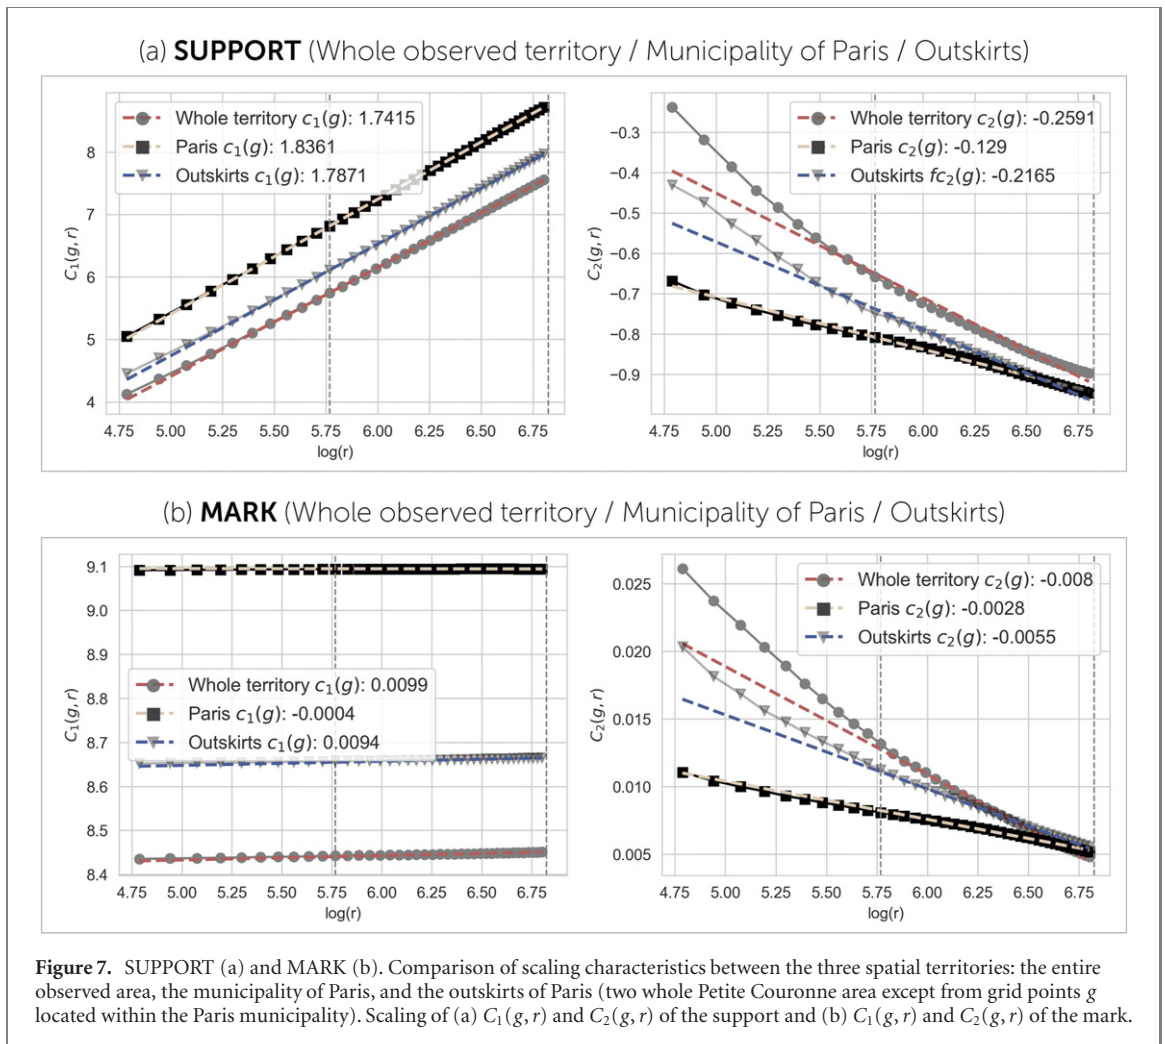 (a) SUPPORT (Whole observed territory / Municipality of Paris / Outskirts)
Whole territory c₁(g): 1.7415
Paris c₁(g): 1.8361
Outskirts c₁(g): 1.7871
C₁(g, r)
8
7
6
5
4
4.75 5.00 5.25 5.50 5.75 6.00 6.25 6.50 6.75
log(r)
Whole territory c₂(g): -0.2591
Paris c₂(g): -0.129
Outskirts fc₂(g): -0.2165
C₂(g, r)
−0.3
−0.4
−0.5
−0.6
−0.7
−0.8
−0.9
4.75 5.00 5.25 5.50 5.75 6.00 6.25 6.50 6.75
log(r)
(b) MARK (Whole observed territory / Municipality of Paris / Outskirts)
9.1
9.0
8.9
8.8
8.7
8.6
8.5
8.4
C₁(g, r)
Whole territory c₁(g): 0.0099
Paris c₁(g): -0.0004
Outskirts c₁(g): 0.0094
4.75 5.00 5.25 5.50 5.75 6.00 6.25 6.50 6.75
log(r)
Whole territory c₂(g): -0.008
Paris c₂(g): -0.0028
Outskirts c₂(g): -0.0055
C₂(g, r)
0.025
0.020
0.015
0.010
0.005
4.75 5.00 5.25 5.50 5.75 6.00 6.25 6.50 6.75
log(r)
Figure 7. SUPPORT (a) and MARK (b). Comparison of scaling characteristics between the three spatial territories: the entire
observed area, the municipality of Paris, and the outskirts of Paris (two whole Petite Couronne area except from grid points g
located within the Paris municipality). Scaling of (a) C₁(g, r) and C₂(g, r) of the support and (b) C₁(g, r) and C₂(g, r) of the mark.